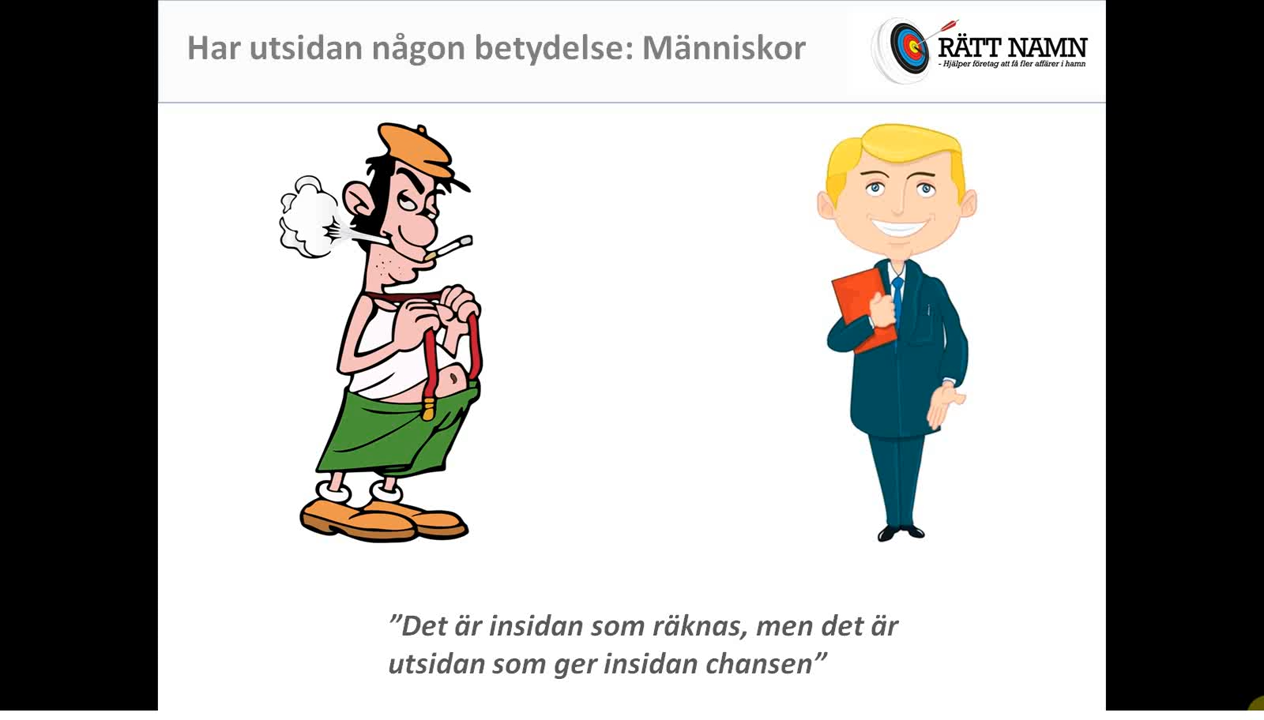 Har utsidan någon betydelse: Människor
RÄTT NAMN
- Hjälper företag att få fler affärer i hamn
”Det är insidan som räknas, men det är
utsidan som ger insidan chansen”